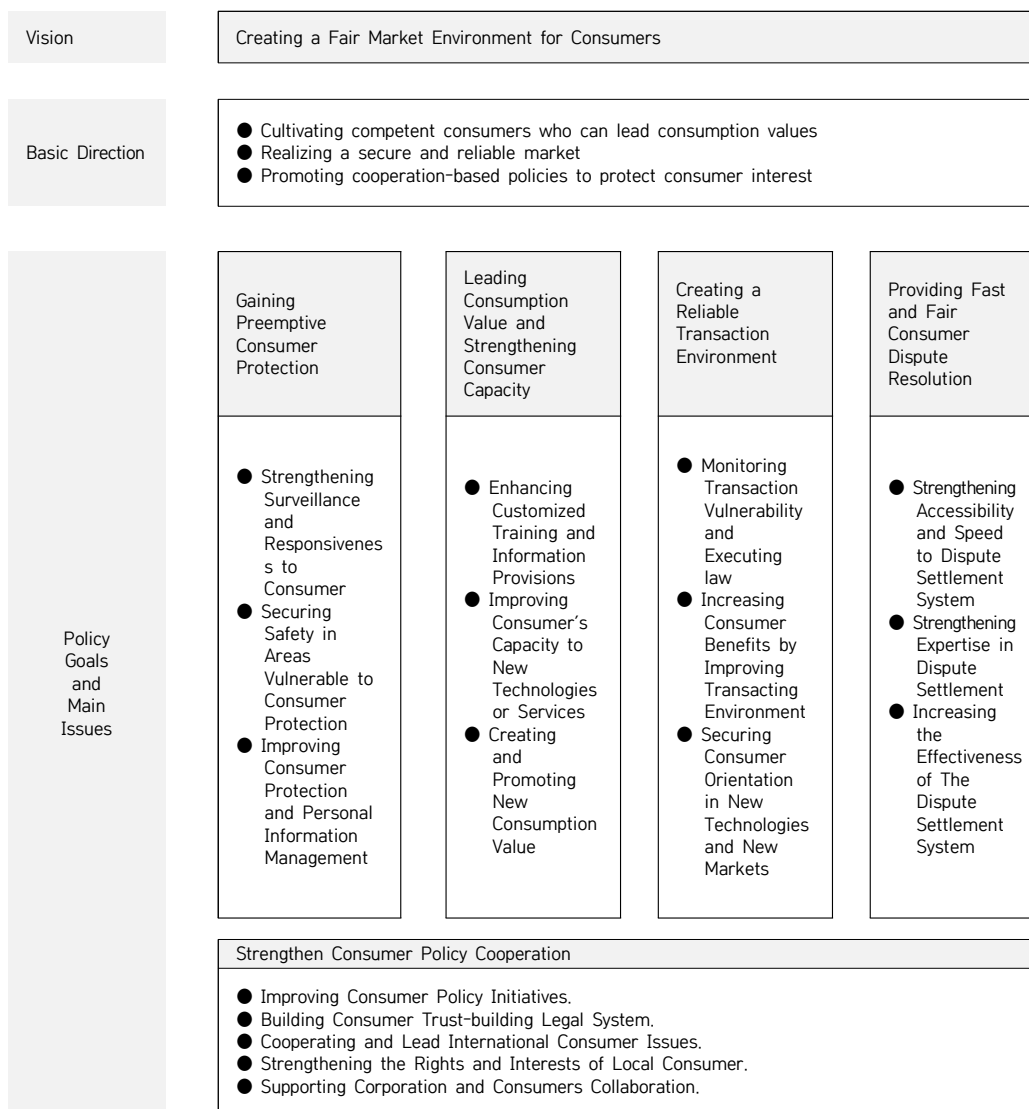 Vision
Creating a Fair Market Environment for Consumers
Basic Direction
● Cultivating competent consumers who can lead consumption values
● Realizing a secure and reliable market
● Promoting cooperation-based policies to protect consumer interest
Policy
Goals
and
Main
Issues
Gaining
Preemptive
Consumer
Protection
● Strengthening
Surveillance
and
Responsivenes
s to
Consumer
● Securing
Safety in
Areas
Vulnerable to
Consumer
Protection
● Improving
Consumer
Protection
and Personal
Information
Management
Leading
Consumption
Value and
Strengthening
Consumer
Capacity
● Enhancing
Customized
Training and
Information
Provisions
● Improving
Consumer's
Capacity to
New
Technologies
or Services
● Creating
and
Promoting
New
Consumption
Value
Creating a
Reliable
Transaction
Environment
● Monitoring
Transaction
Vulnerability
and
Executing
law
● Increasing
Consumer
Benefits by
Improving
Transacting
Environment
● Securing
Consumer
Orientation
in New
Technologies
and New
Markets
Providing Fast
and Fair
Consumer
Dispute
Resolution
● Strengthening
Accessibility
and Speed
to Dispute
Settlement
System
● Strengthening
Expertise in
Dispute
Settlement
● Increasing
the
Effectiveness
of The
Dispute
Settlement
System
Strengthen Consumer Policy Cooperation
● Improving Consumer Policy Initiatives.
● Building Consumer Trust-building Legal System.
● Cooperating and Lead International Consumer Issues.
● Strengthening the Rights and Interests of Local Consumer.
● Supporting Corporation and Consumers Collaboration.